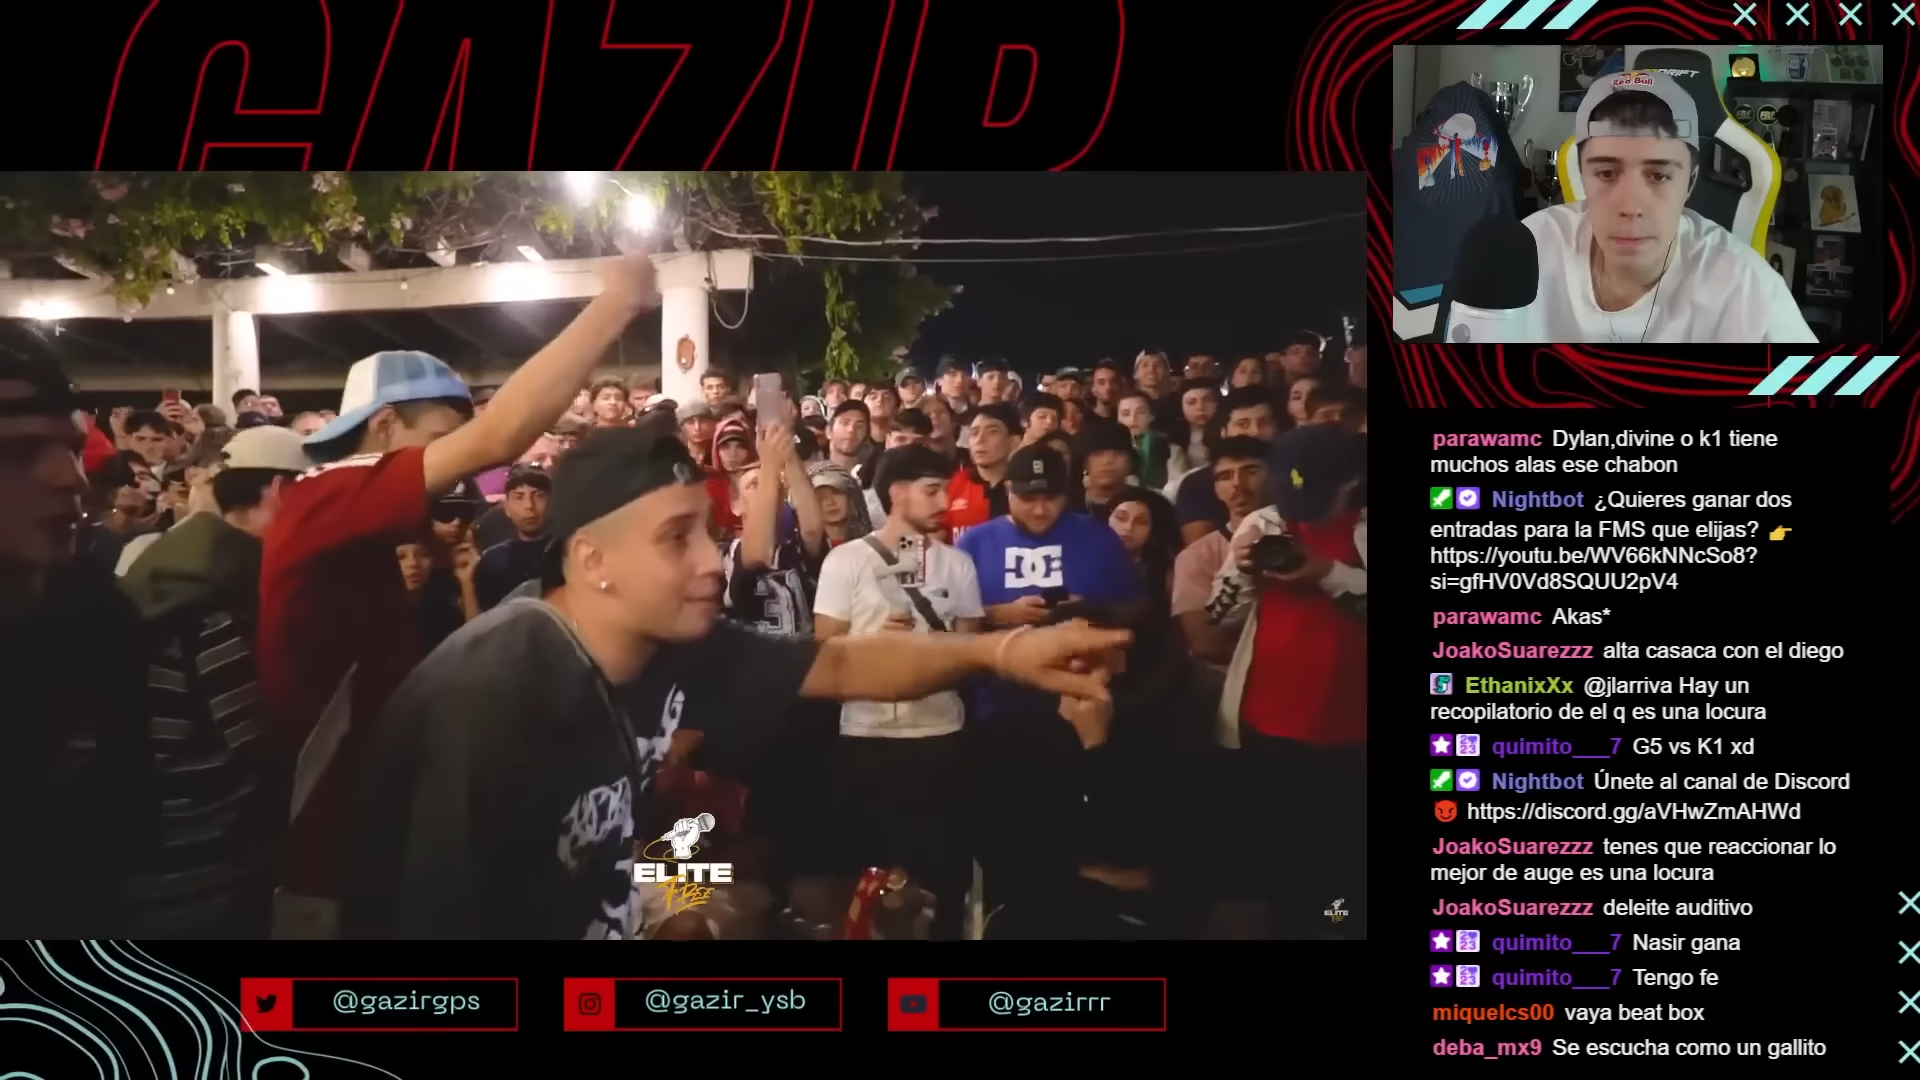 GAZIR
Red Bull
DRIFT
parawamc Dylan,divine o k1 tiene
muchos alas ese chabon
Nightbot ¿Quieres ganar dos
entradas para la FMS que elijas? 👉
https://youtu.be/WV66kNNcSo8?
si=gfHV0Vd8SQUU2pV4
parawamc Akas*
JoakoSuarezzz alta casaca con el diego
EthanixXx @jlarriva Hay un
recopilatorio de el q es una locura
quimito___7 G5 vs K1 xd
Nightbot Únete al canal de Discord
😈 https://discord.gg/aVHwZmAHWd
JoakoSuarezzz tenes que reaccionar lo
mejor de auge es una locura
JoakoSuarezzz deleite auditivo
quimito___7 Nasir gana
quimito___7 Tengo fe
miquelcs00 vaya beat box
deba_mx9 Se escucha como un gallito
DC
ELITE
FRSE
ELITE
@gazirgps
@gazir_ysb
@gazirrr